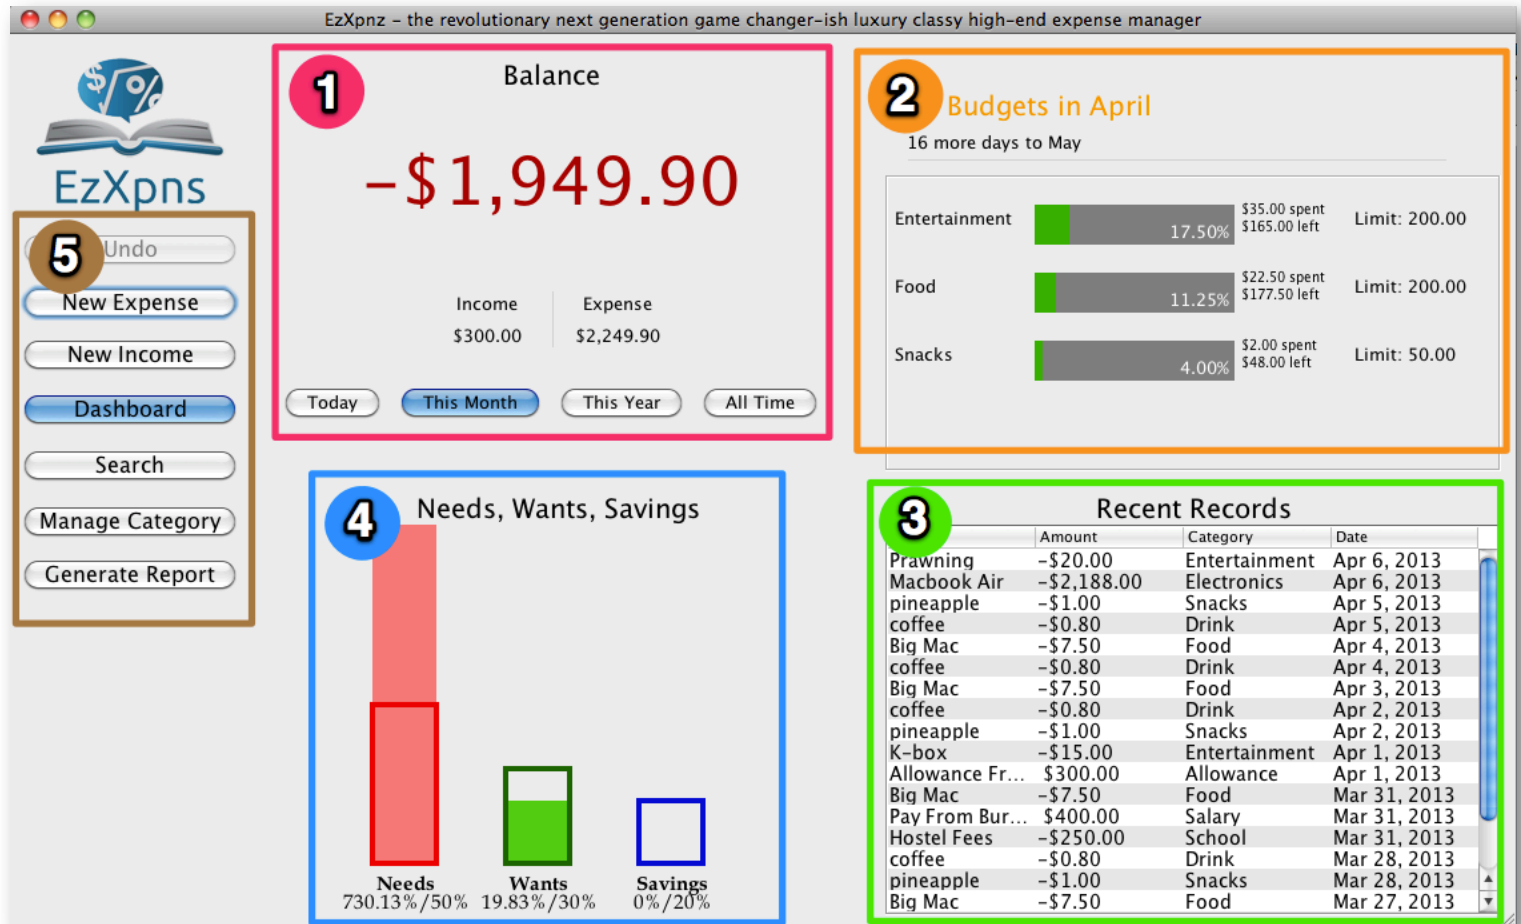 EzXpnz - the revolutionary next generation game changer-ish luxury classy high-end expense manager
$ √ %
EzXpns
5
Undo
New Expense
New Income
Dashboard
Search
Manage Category
Generate Report
1
Balance
-$1,949.90
Income Expense
$300.00 $2,249.90
Today This Month This Year All Time
2
Budgets in April
16 more days to May
Entertainment 17.50% $35.00 spent Limit: 200.00
$165.00 left
Food 11.25% $22.50 spent Limit: 200.00
$177.50 left
Snacks 4.00% $2.00 spent Limit: 50.00
$48.00 left
4
Needs, Wants, Savings
Needs Wants Savings
730.13%/50% 19.83%/30% 0%/20%
3
Recent Records
Amount Category Date
Prawning -$20.00 Entertainment Apr 6, 2013
Macbook Air -$2,188.00 Electronics Apr 6, 2013
pineapple -$1.00 Snacks Apr 5, 2013
coffee -$0.80 Drink Apr 5, 2013
Big Mac -$7.50 Food Apr 4, 2013
coffee -$0.80 Drink Apr 4, 2013
Big Mac -$7.50 Food Apr 3, 2013
coffee -$0.80 Drink Apr 2, 2013
pineapple -$1.00 Snacks Apr 2, 2013
K-box -$15.00 Entertainment Apr 1, 2013
Allowance Fr... $300.00 Allowance Apr 1, 2013
Big Mac -$7.50 Food Mar 31, 2013
Pay From Bur... $400.00 Salary Mar 31, 2013
Hostel Fees -$250.00 School Mar 31, 2013
coffee -$0.80 Drink Mar 28, 2013
pineapple -$1.00 Snacks Mar 28, 2013
Big Mac -$7.50 Food Mar 27, 2013